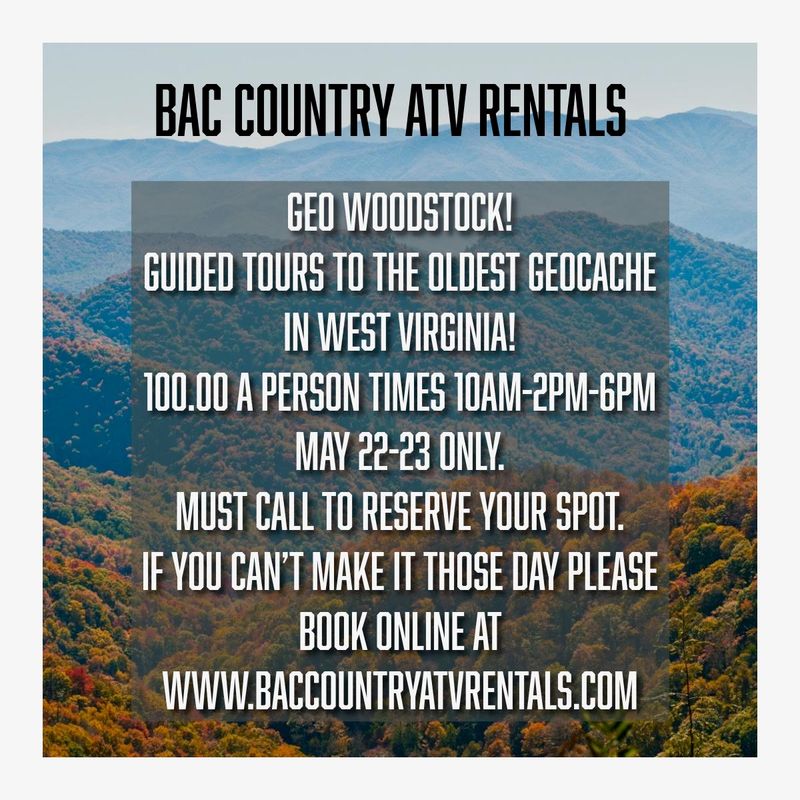 BAC COUNTRY ATV RENTALS
GEO WOODSTOCK!
GUIDED TOURS TO THE OLDEST GEOCACHE
IN WEST VIRGINIA!
100.00 A PERSON TIMES 10AM-2PM-6PM
MAY 22-23 ONLY.
MUST CALL TO RESERVE YOUR SPOT.
IF YOU CAN'T MAKE IT THOSE DAY PLEASE
BOOK ONLINE AT
WWW.BACCOUNTRYATVRENTALS.COM